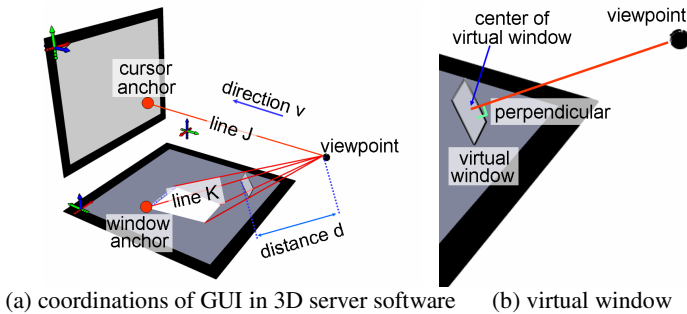 cursor
anchor
direction v
line J
viewpoint
line K
window
anchor
distance d
(a) coordinations of GUI in 3D server software
center of
virtual window
viewpoint
perpendicular
virtual
window
(b) virtual window